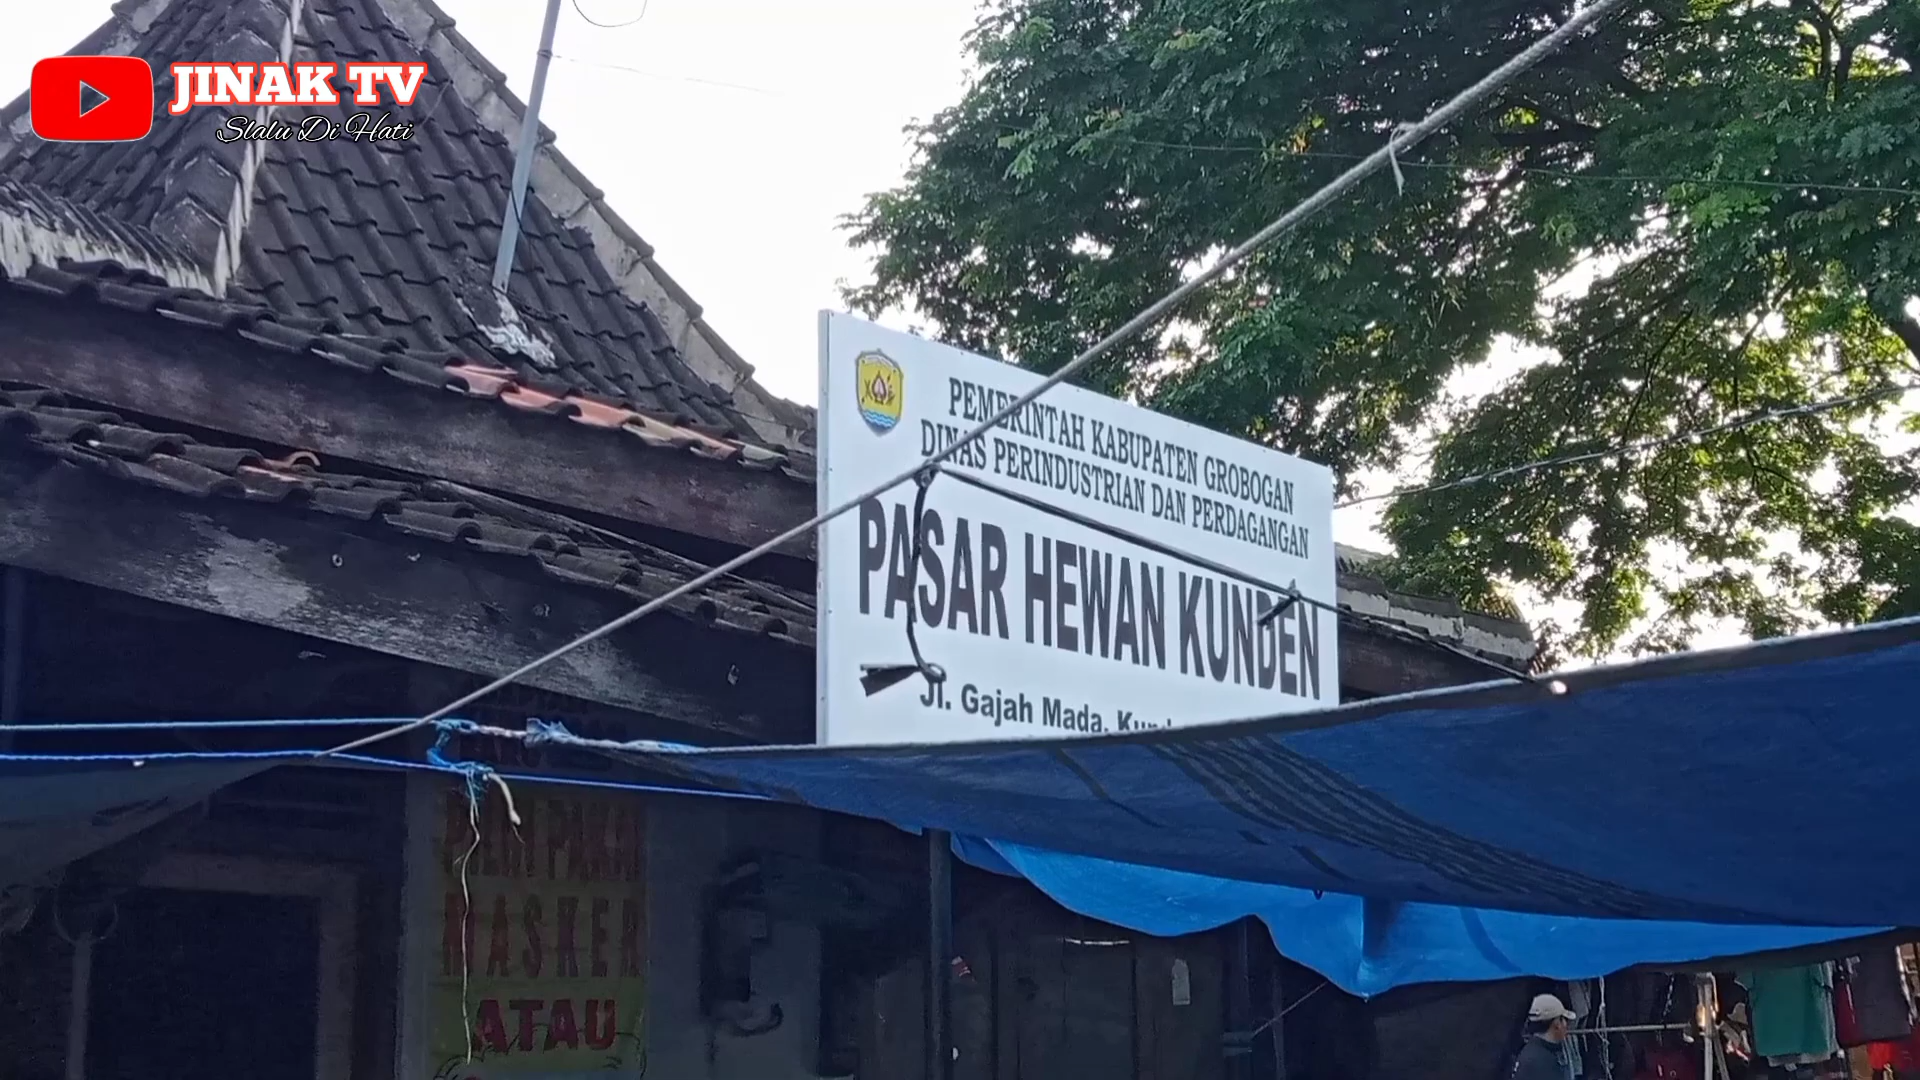 JINAK TV
Slalu Di Hati
PEMERINTAH KABUPATEN GROBOGAN
DINAS PERINDUSTRIAN DAN PERDAGANGAN
PASAR HEWAN KUNDEN
Jl. Gajah Mada,
MASKER
ATAU